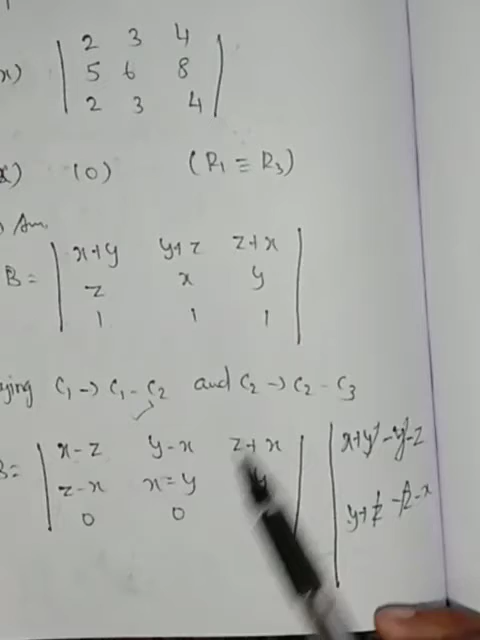 x) | 2 3 4 |
| 5 6 8 |
| 2 3 4 |
x) (0) (R₁ ≡ R₃)
Ans
B = | x+y y+z z+x |
| z x y |
| 1 1 1 |
ying C₁ → C₁ - C₂ and C₂ → C₂ - C₃
B = | x-z y-x z+x | | x+y-y-z
| z-x x=y y |
| 0 0 | y+z-z-x